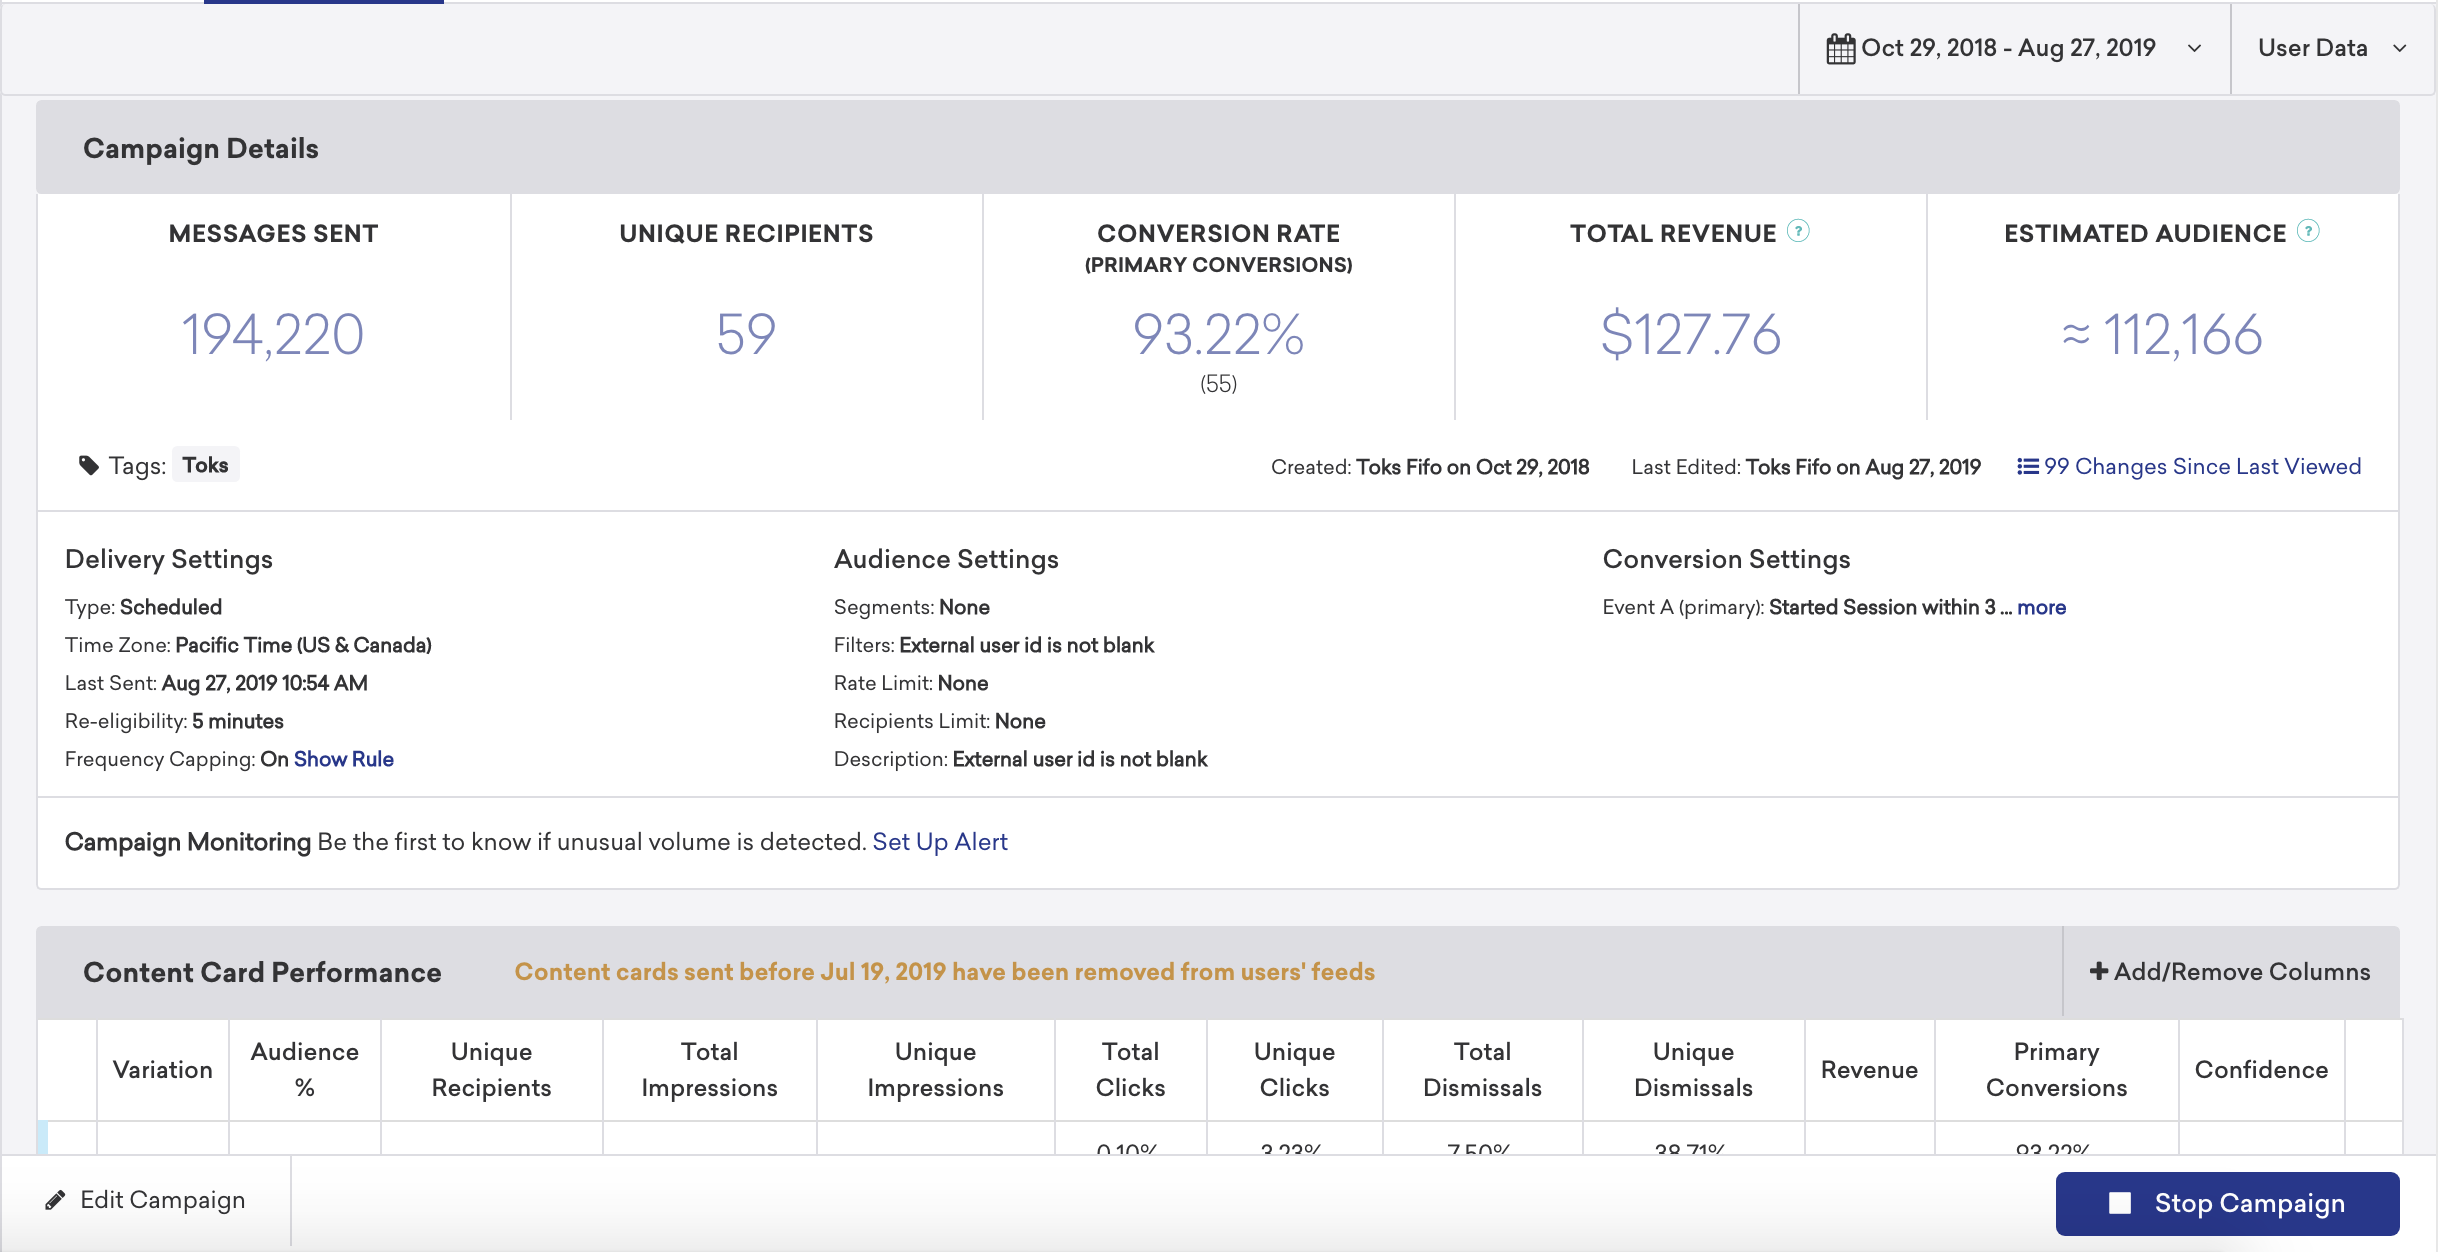 Oct 29, 2018 - Aug 27, 2019
User Data
Campaign Details
MESSAGES SENT
194,220
UNIQUE RECIPIENTS
59
CONVERSION RATE
(PRIMARY CONVERSIONS)
93.22%
(55)
TOTAL REVENUE ?
$127.76
ESTIMATED AUDIENCE ?
≈ 112,166
Tags: Toks
Created: Toks Fifo on Oct 29, 2018
Last Edited: Toks Fifo on Aug 27, 2019
99 Changes Since Last Viewed
Delivery Settings
Type: Scheduled
Time Zone: Pacific Time (US & Canada)
Last Sent: Aug 27, 2019 10:54 AM
Re-eligibility: 5 minutes
Frequency Capping: On Show Rule
Audience Settings
Segments: None
Filters: External user id is not blank
Rate Limit: None
Recipients Limit: None
Description: External user id is not blank
Conversion Settings
Event A (primary): Started Session within 3 ... more
Campaign Monitoring Be the first to know if unusual volume is detected. Set Up Alert
Content Card Performance
Content cards sent before Jul 19, 2019 have been removed from users' feeds
+ Add/Remove Columns
Variation
Audience
%
Unique
Recipients
Total
Impressions
Unique
Impressions
Total
Clicks
Unique
Clicks
Total
Dismissals
Unique
Dismissals
Revenue
Primary
Conversions
Confidence
0.10%
3.23%
7.50%
38.71%
93.22%
Edit Campaign
Stop Campaign